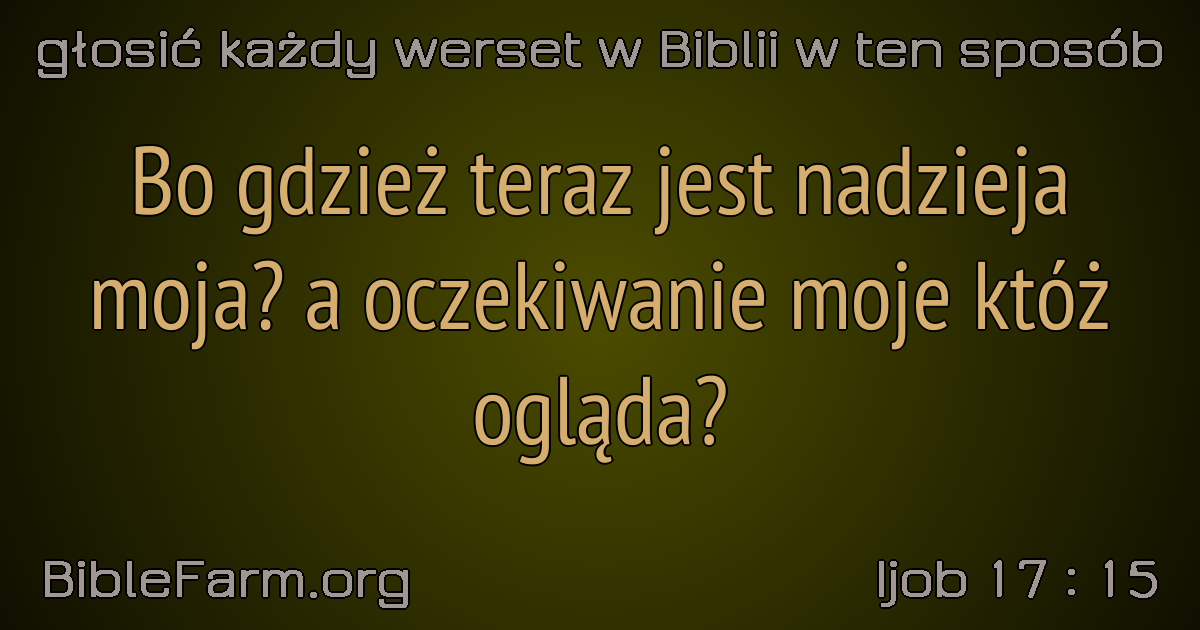 głosić każdy werset w Biblii w ten sposób
Bo gdzież teraz jest nadzieja
moja? a oczekiwanie moje któż
ogląda?
BibleFarm.org
Ijob 17 : 15